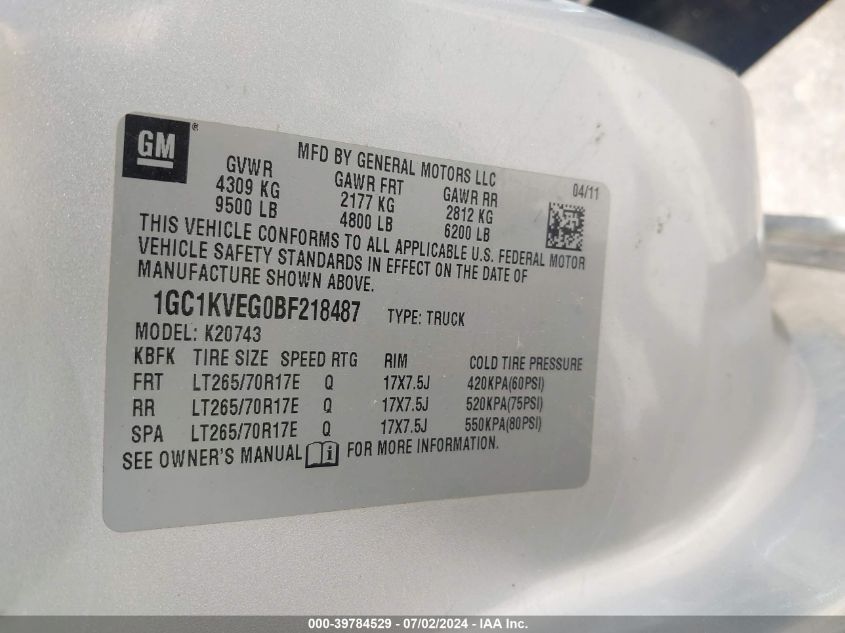 GM®
MFD BY GENERAL MOTORS LLC
04/11
GVWR GAWR FRT GAWR RR
4309 KG 2177 KG 2812 KG
9500 LB 4800 LB 6200 LB
THIS VEHICLE CONFORMS TO ALL APPLICABLE U.S. FEDERAL MOTOR
VEHICLE SAFETY STANDARDS IN EFFECT ON THE DATE OF
MANUFACTURE SHOWN ABOVE.
1GC1KVEG0BF218487 TYPE: TRUCK
MODEL: K20743
KBFK TIRE SIZE SPEED RTG RIM COLD TIRE PRESSURE
FRT LT265/70R17E Q 17X7.5J 420KPA(60PSI)
RR LT265/70R17E Q 17X7.5J 520KPA(75PSI)
SPA LT265/70R17E Q 17X7.5J 550KPA(80PSI)
SEE OWNER'S MANUAL i FOR MORE INFORMATION.
000-39784529 - 07/02/2024 - IAAI Inc.